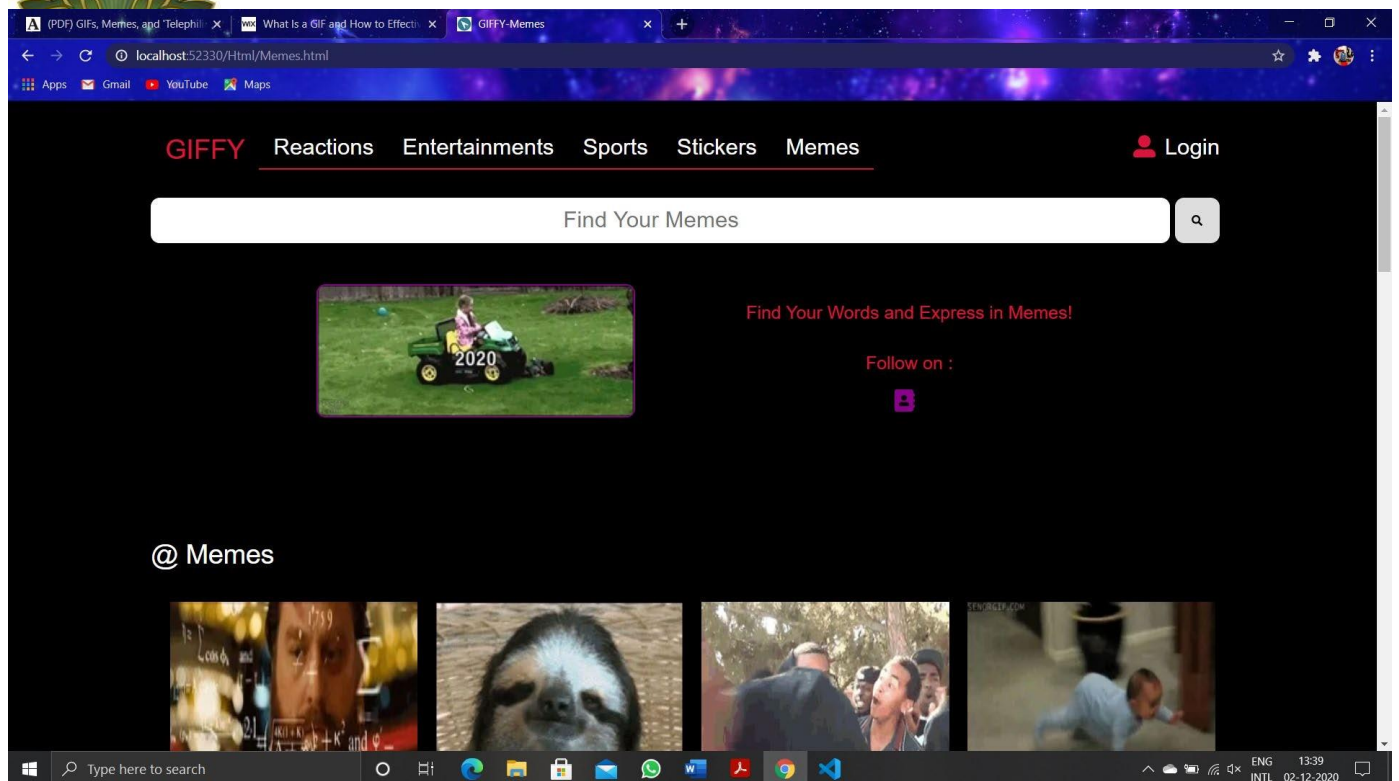 (PDF) GIFs, Memes, and 'Telephili
What Is a GIF and How to Effectiv
GIFFY-Memes
localhost:52330/Html/Memes.html
Apps Gmail YouTube Maps
GIFFY Reactions Entertainments Sports Stickers Memes Login
Find Your Memes
2020
Find Your Words and Express in Memes!
Follow on :
@ Memes
SENORGIF.COM
Type here to search
ENG 13:39
INTL 02-12-2020